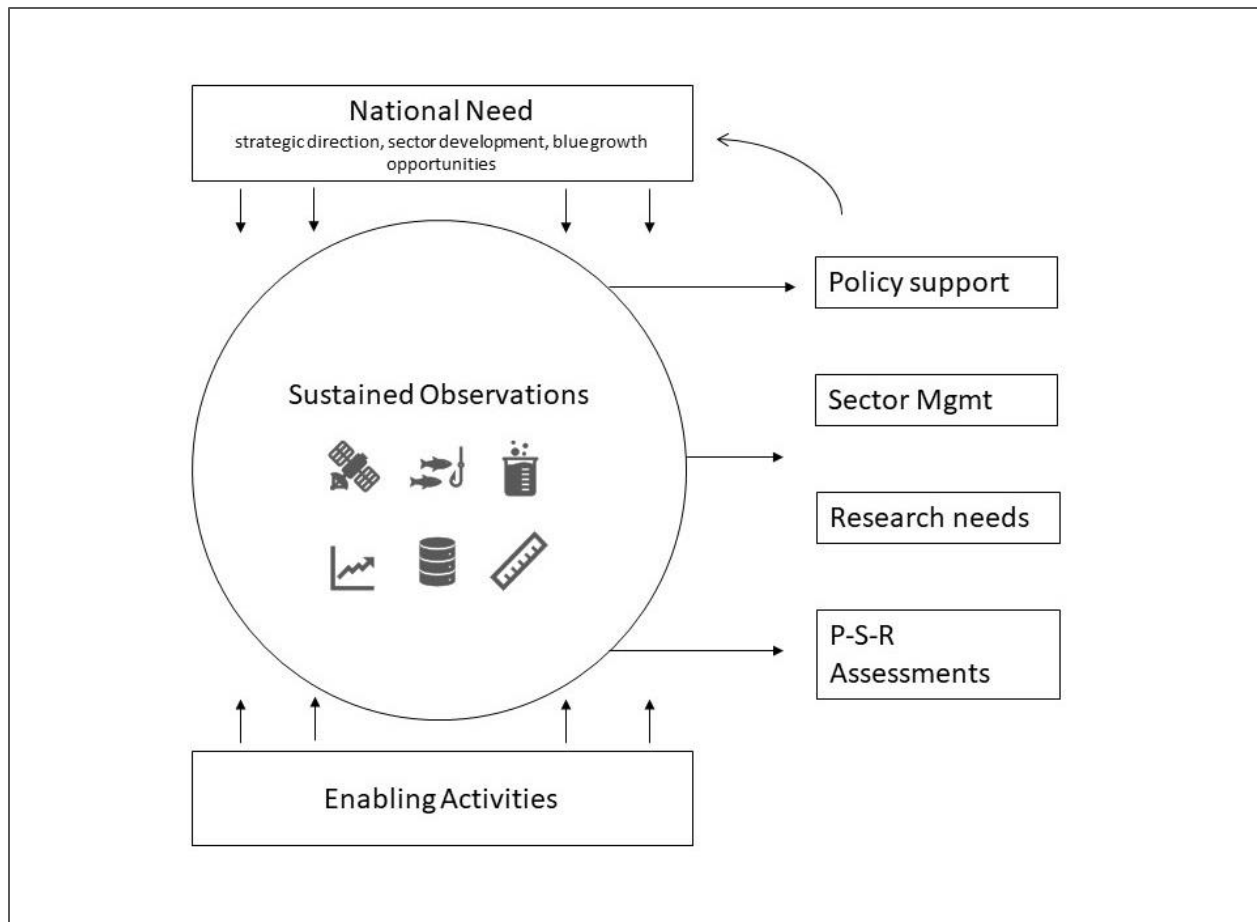 National Need
strategic direction, sector development, blue growth
opportunities
Policy support
Sustained Observations
Sector Mgmt
Research needs
P-S-R
Assessments
Enabling Activities